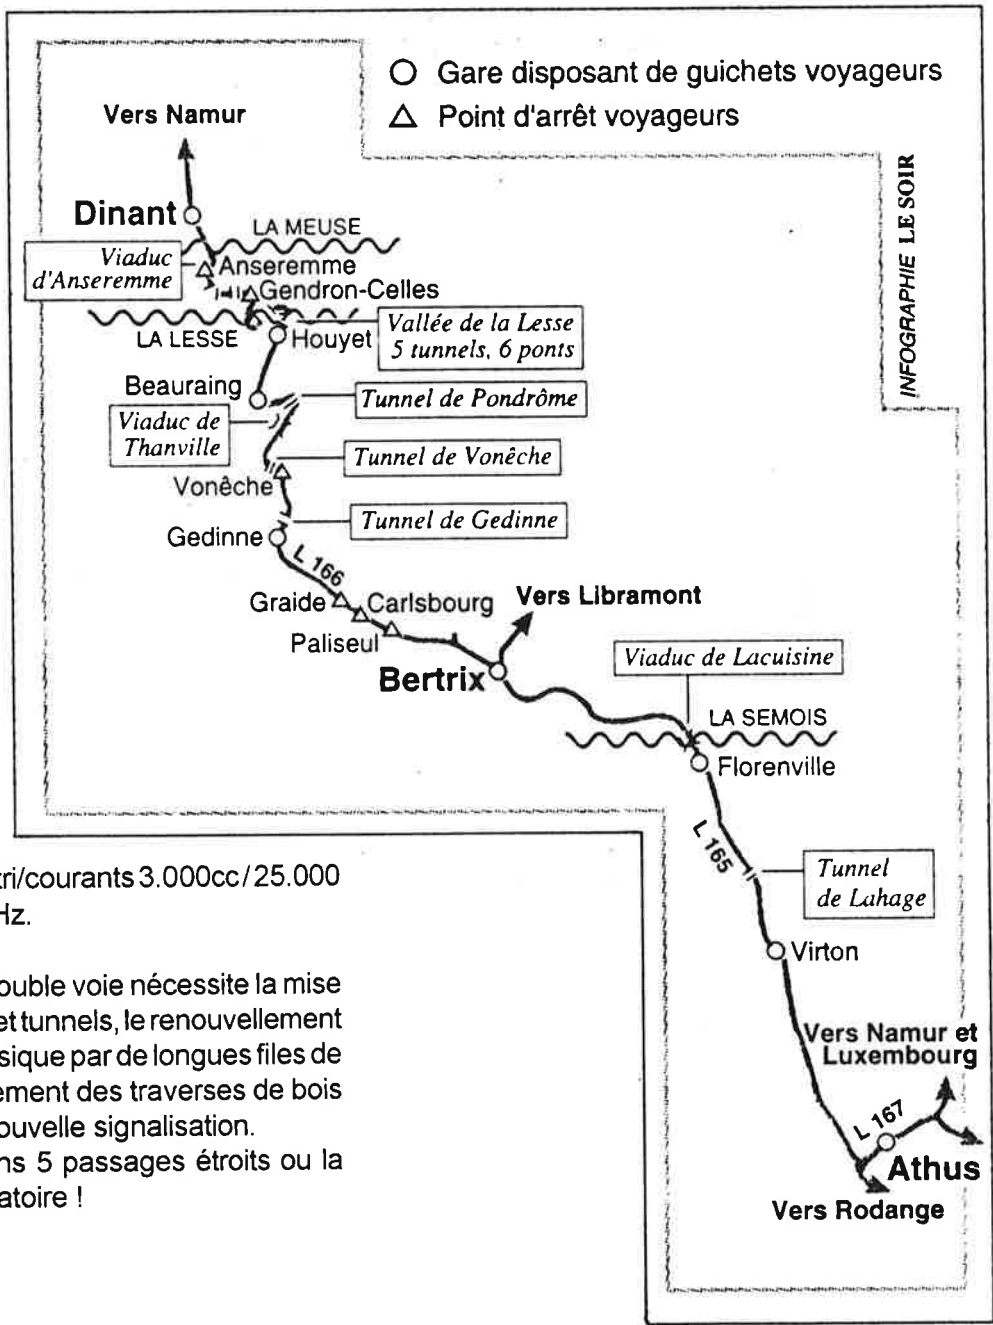 Gare disposant de guichets voyageurs
Point d'arrêt voyageurs
Vers Namur
Dinant
LA MEUSE
Viaduc
d'Anseremme
Anseremme
Gendron-Celles
LA LESSE
Houyet
Vallée de la Lesse
5 tunnels, 6 ponts
Beauraing
Tunnel de Pondrôme
Viaduc de
Thanville
Tunnel de Vonêche
Vonêche
Tunnel de Gedinne
Gedinne
L 166
Graide
Carlsbourg
Paliseul
Vers Libramont
Bertrix
Viaduc de Lacuisine
LA SEMOIS
Florenville
L 165
Tunnel
de Lahage
Virton
Vers Namur et
Luxembourg
L 167
Athus
Vers Rodange
INFOGRAPHIE LE SOIR
tri/courants 3.000cc/25.000
Hz.
ouble voie nécessite la mise
et tunnels, le renouvellement
sique par de longues files de
ement des traverses de bois
ouvelle signalisation.
ns 5 passages étroits ou la
atoire !